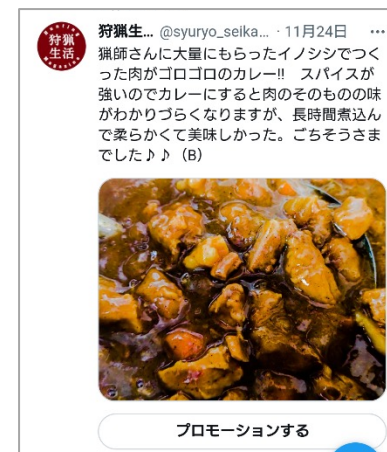 狩猟生... @syuryo_seika... · 11月24日 ...
狩猟
生活
猟師さんに大量にもらったイノシシでつく
った肉がゴロゴロのカレー!! スパイスが
強いのでカレーにすると肉のそのものの味
がわかりづらくなりますが、長時間煮込ん
で柔らかくて美味しかった。ごちそうさま
でした♪♪（B）
プロモーションする